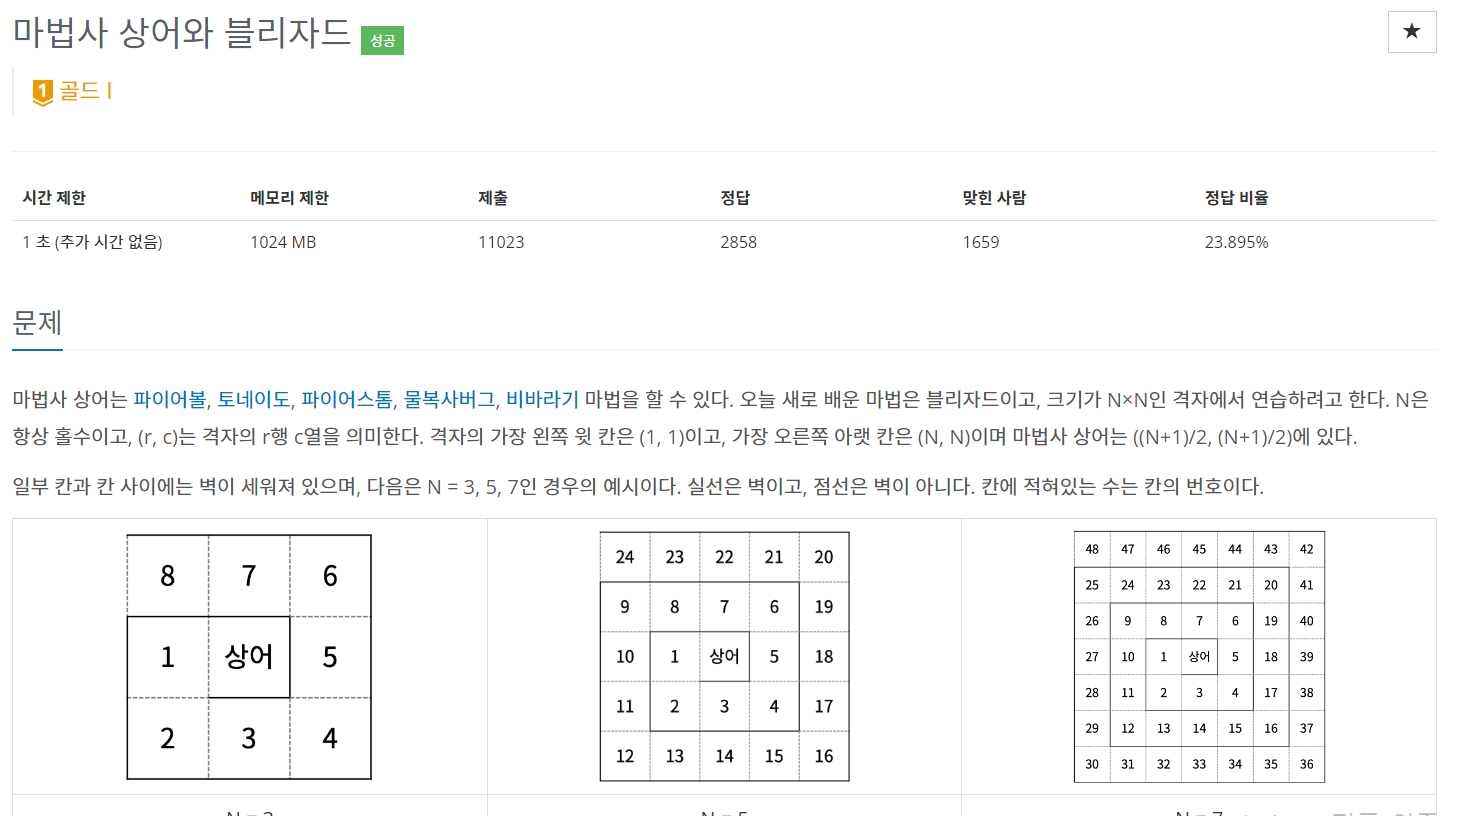 마법사 상어와 블리자드 성공
1 골드 I
시간 제한 메모리 제한 제출 정답 맞힌 사람 정답 비율
1 초 (추가 시간 없음) 1024 MB 11023 2858 1659 23.895%
문제
마법사 상어는 파이어볼, 토네이도, 파이어스톰, 물복사버그, 비바라기 마법을 할 수 있다. 오늘 새로 배운 마법은 블리자드이고, 크기가 N×N인 격자에서 연습하려고 한다. N은
항상 홀수이고, (r, c)는 격자의 r행 c열을 의미한다. 격자의 가장 왼쪽 윗 칸은 (1, 1)이고, 가장 오른쪽 아랫 칸은 (N, N)이며 마법사 상어는 ((N+1)/2, (N+1)/2)에 있다.
일부 칸과 칸 사이에는 벽이 세워져 있으며, 다음은 N = 3, 5, 7인 경우의 예시이다. 실선은 벽이고, 점선은 벽이 아니다. 칸에 적혀있는 수는 칸의 번호이다.
8 7 6
1 상어 5
2 3 4
24 23 22 21 20
9 8 7 6 19
10 1 상어 5 18
11 2 3 4 17
12 13 14 15 16
48 47 46 45 44 43 42
25 24 23 22 21 20 41
26 9 8 7 6 19 40
27 10 1 상어 5 18 39
28 11 2 3 4 17 38
29 12 13 14 15 16 37
30 31 32 33 34 35 36
N = 3 N = 5 N = 7